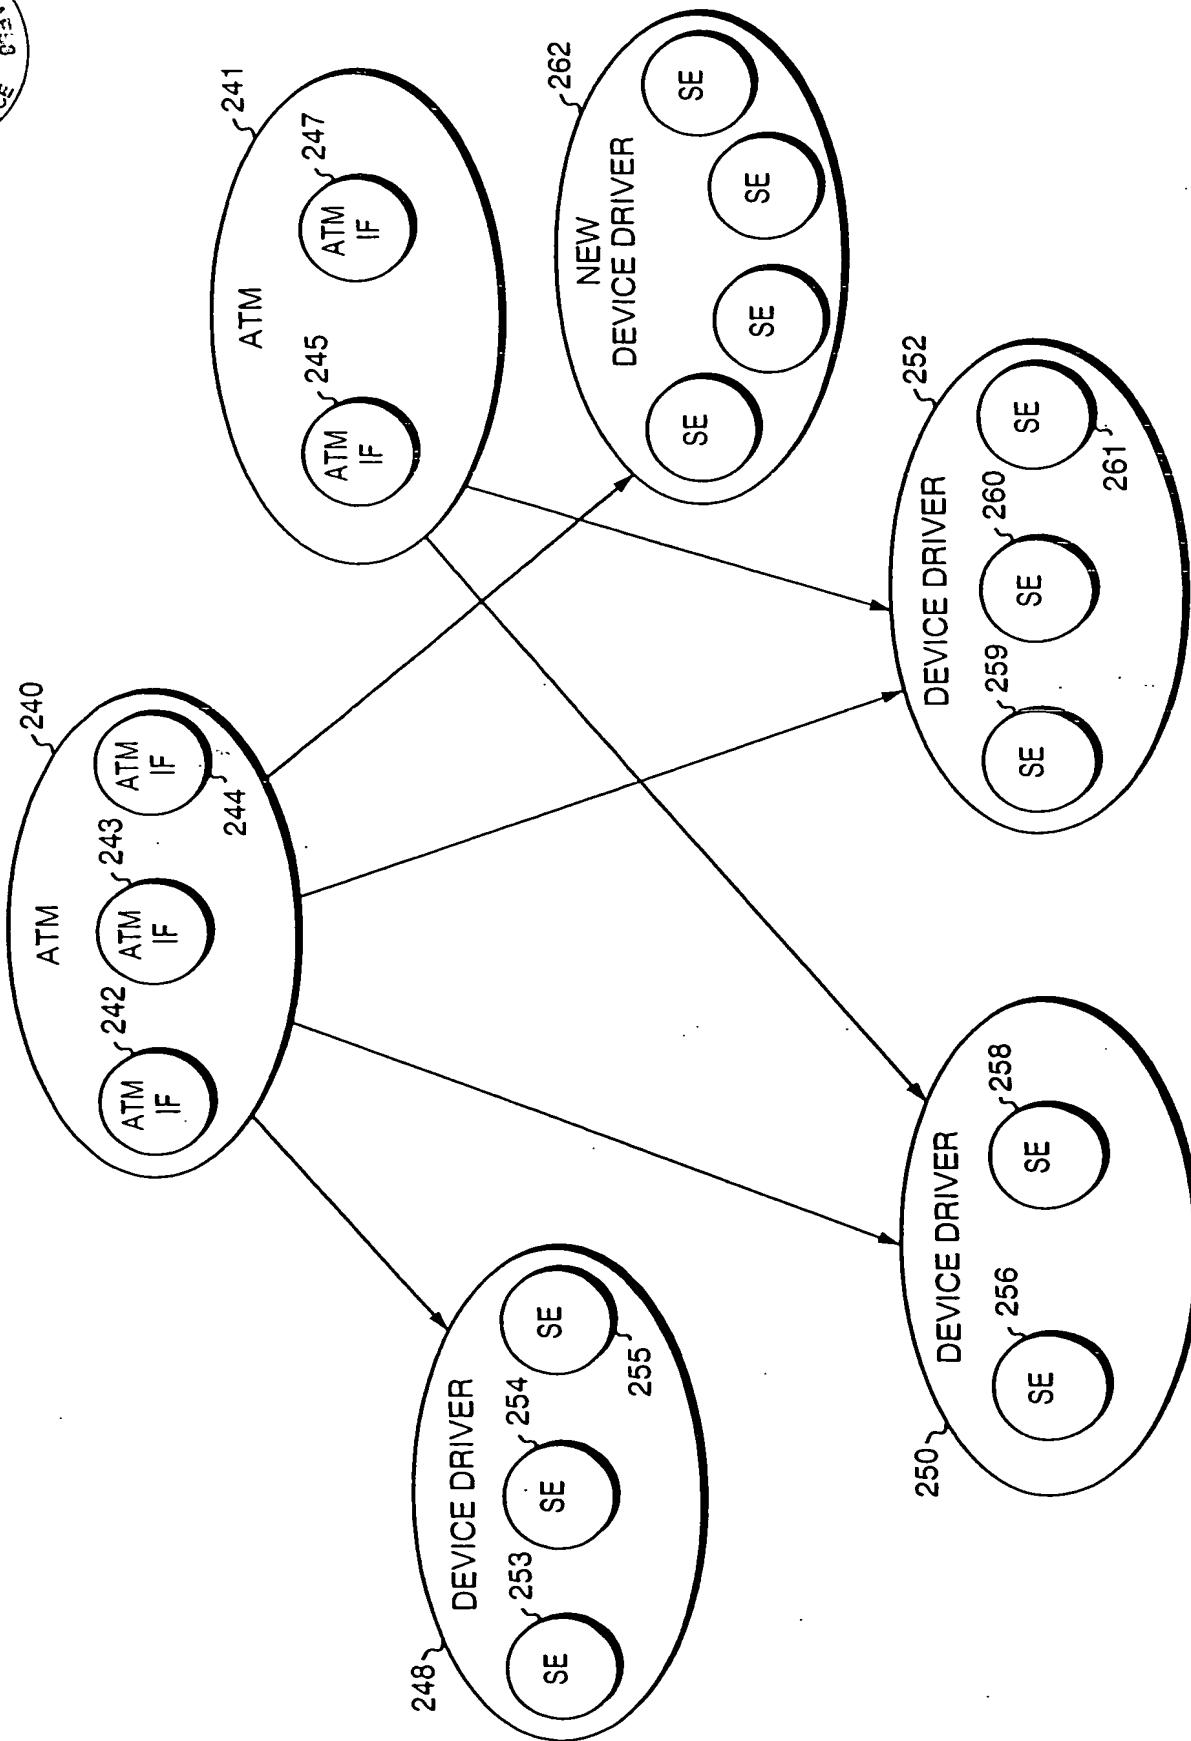 240
ATM
242
ATM
IF
243
ATM
IF
244
ATM
IF
241
ATM
245
ATM
IF
247
ATM
IF
248
DEVICE DRIVER
253
SE
254
SE
255
SE
262
NEW
DEVICE DRIVER
SE
SE
SE
SE
250
DEVICE DRIVER
256
SE
258
SE
252
DEVICE DRIVER
259
SE
260
SE
261
SE